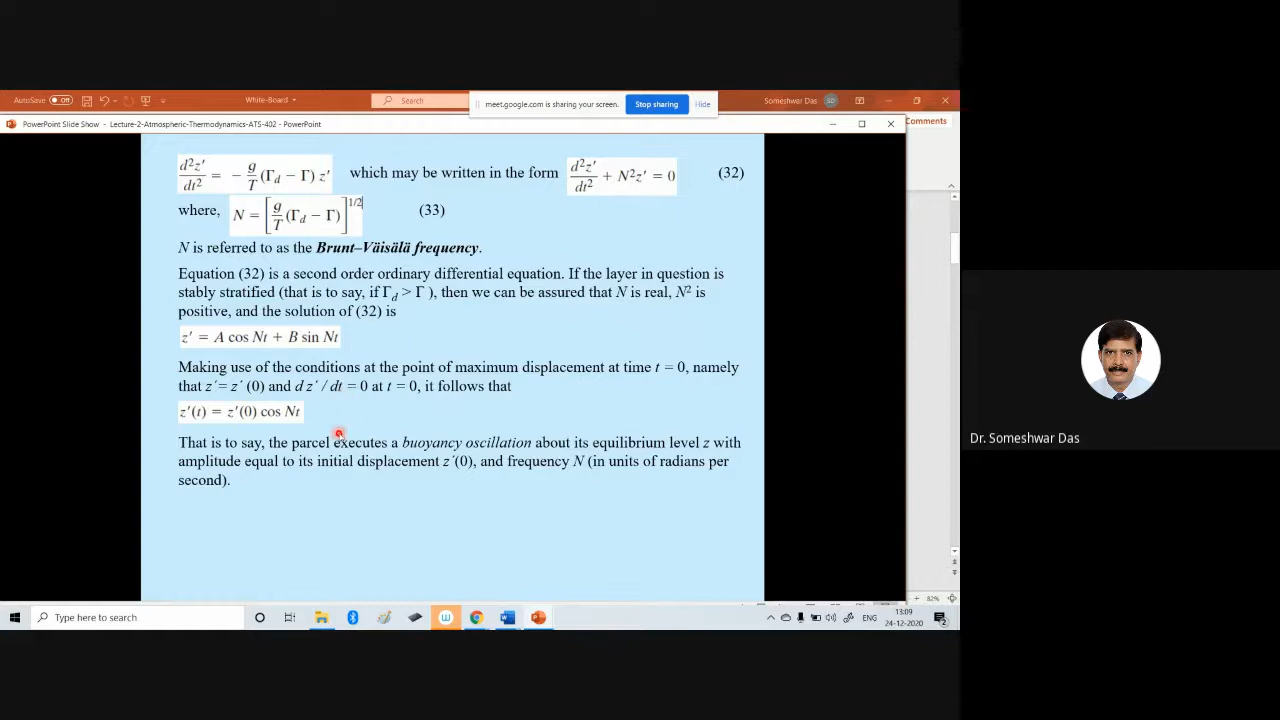 AutoSave Off
White-Board
Search
meet.google.com is sharing your screen.
Stop sharing
Hide
Someshwar Das
SD
PowerPoint Slide Show - Lecture-2-Atmospheric-Thermodynamics-ATS-402 - PowerPoint
Comments
d²z′/dt² = − g/T (Γd − Γ) z′ which may be written in the form d²z′/dt² + N²z′ = 0 (32)
where, N = [g/T (Γd − Γ)]^1/2 (33)
N is referred to as the Brunt–Väisälä frequency.
Equation (32) is a second order ordinary differential equation. If the layer in question is
stably stratified (that is to say, if Γd > Γ ), then we can be assured that N is real, N² is
positive, and the solution of (32) is
z′ = A cos Nt + B sin Nt
Making use of the conditions at the point of maximum displacement at time t = 0, namely
that z′= z′ (0) and d z′ / dt = 0 at t = 0, it follows that
z′(t) = z′(0) cos Nt
That is to say, the parcel executes a buoyancy oscillation about its equilibrium level z with
amplitude equal to its initial displacement z′(0), and frequency N (in units of radians per
second).
Dr. Someshwar Das
82%
Type here to search
W
ENG
13:09
24-12-2020
2